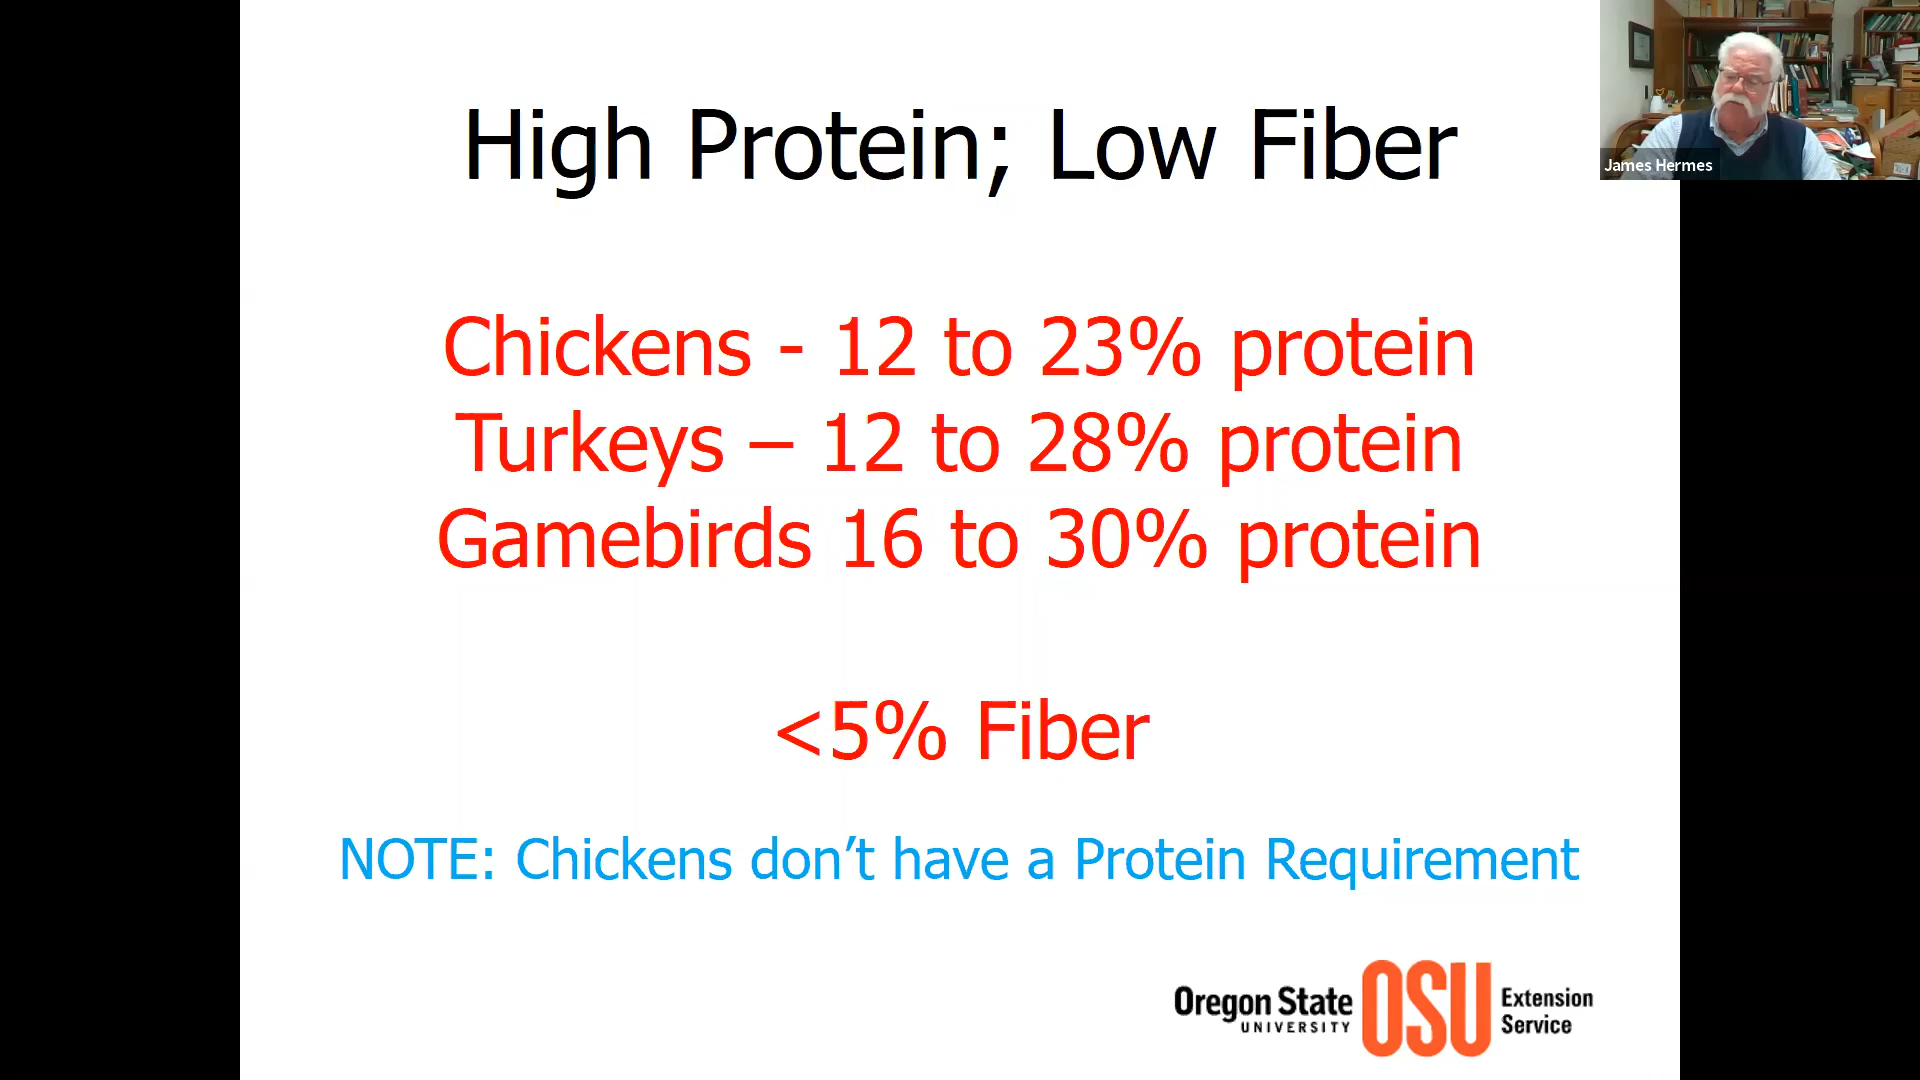 High Protein; Low Fiber
James Hermes
Chickens - 12 to 23% protein
Turkeys – 12 to 28% protein
Gamebirds 16 to 30% protein
<5% Fiber
NOTE: Chickens don’t have a Protein Requirement
Oregon State
UNIVERSITY
OSU
Extension
Service